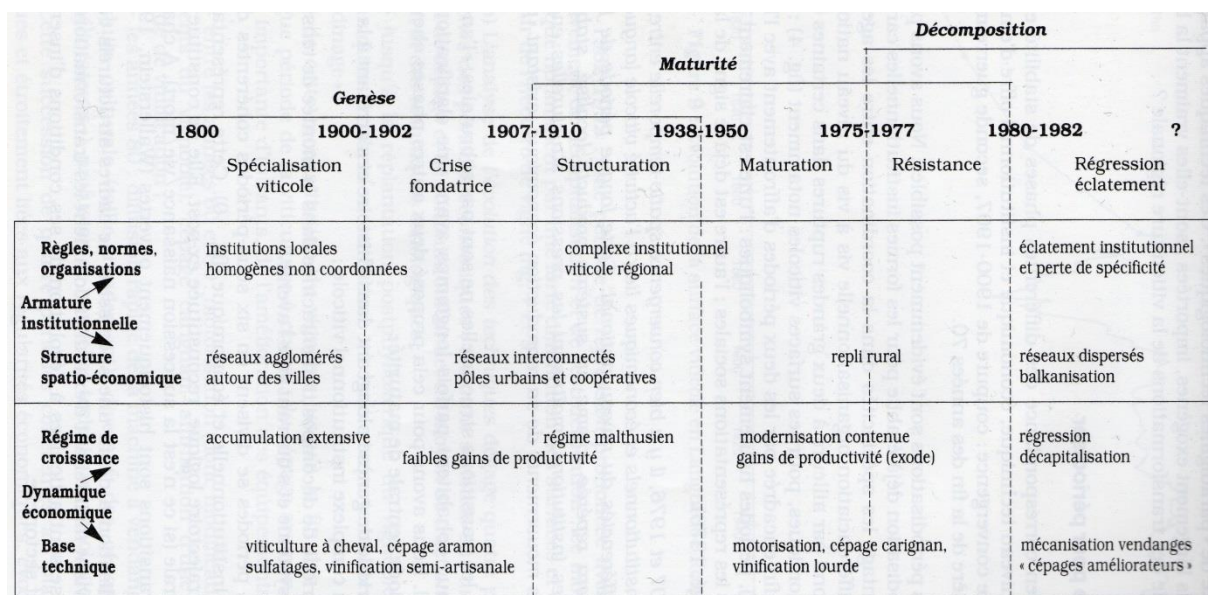 Décomposition
Maturité
Genèse
1800 1900-1902 1907-1910 1938-1950 1975-1977 1980-1982 ?
Spécialisation Crise Structuration Maturation Résistance Régression
viticole fondatrice éclatement
Règles, normes, institutions locales complexe institutionnel éclatement institutionnel
organisations homogènes non coordonnées viticole régional et perte de spécificité
Armature
institutionnelle
Structure réseaux agglomérés réseaux interconnectés repli rural réseaux dispersés
spatio-économique autour des villes pôles urbains et coopératives balkanisation
Régime de accumulation extensive régime malthusien modernisation contenue régression
croissance faibles gains de productivité gains de productivité (exode) décapitalisation
Dynamique
économique
Base viticulture à cheval, cépage aramon motorisation, cépage carignan, mécanisation vendanges
technique sulfatages, vinification semi-artisanale vinification lourde « cépages améliorateurs »